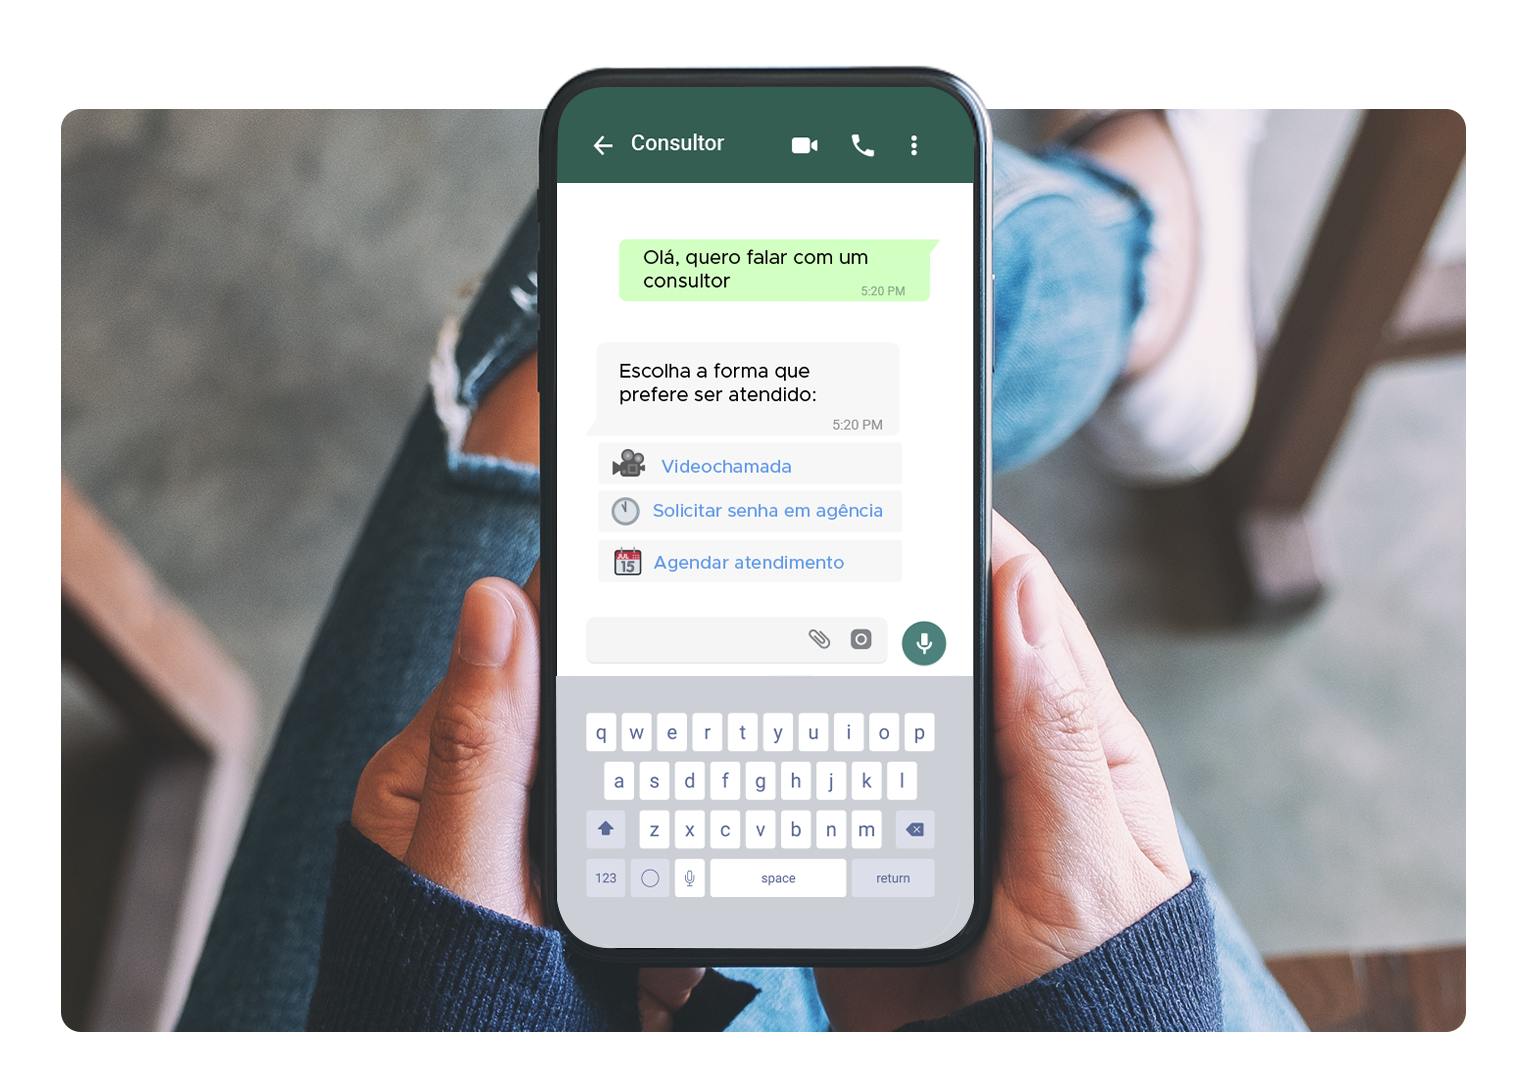 Consultor
Olá, quero falar com um
consultor
5:20 PM
Escolha a forma que
prefere ser atendido:
5:20 PM
Videochamada
Solicitar senha em agência
JUL
15
Agendar atendimento
q w e r t y u i o p
a s d f g h j k l
z x c v b n m
123 space return